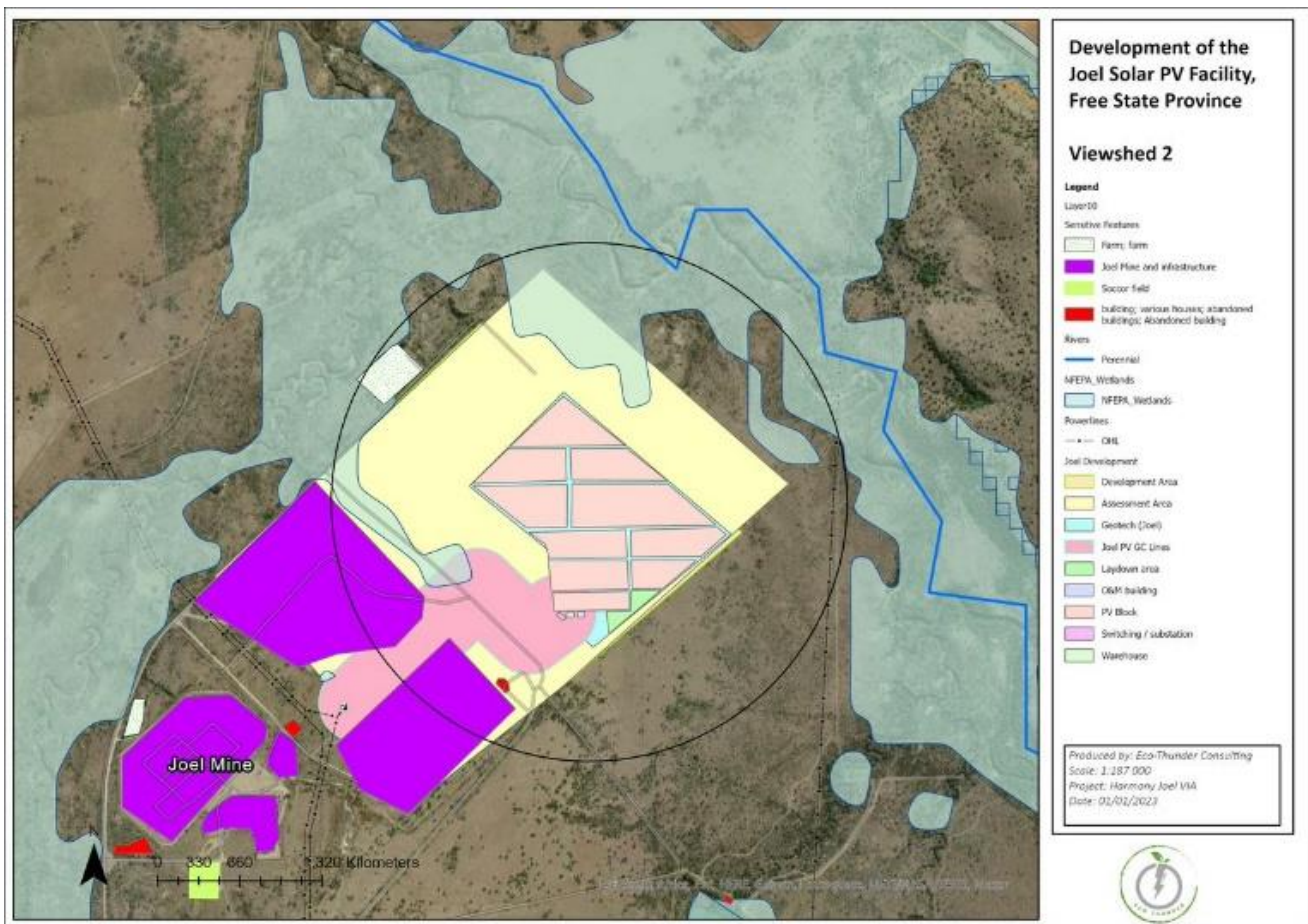 Development of the
Joel Solar PV Facility,
Free State Province
Viewshed 2
Legend
Layer10
Sensitive Features
Farm; farm
Joel Mine and infrastructure
Soccor field
building; various houses; abandoned
buildings; Abandoned building
Rivers
Perennial
NFEPA_Wetlands
NFEPA_Wetlands
Powerlines
OHL
Joel Development
Development Area
Assessment Area
Geotech (Joel)
Joel PV GC Lines
Laydown area
O&M building
PV Block
Switching / substation
Warehouse
Produced by: Eco-Thunder Consulting
Scale: 1:187 000
Project: Harmony Joel VIA
Date: 01/01/2023
Joel Mine
0 330 660 1 320 Kilometers
ECO THUNDER